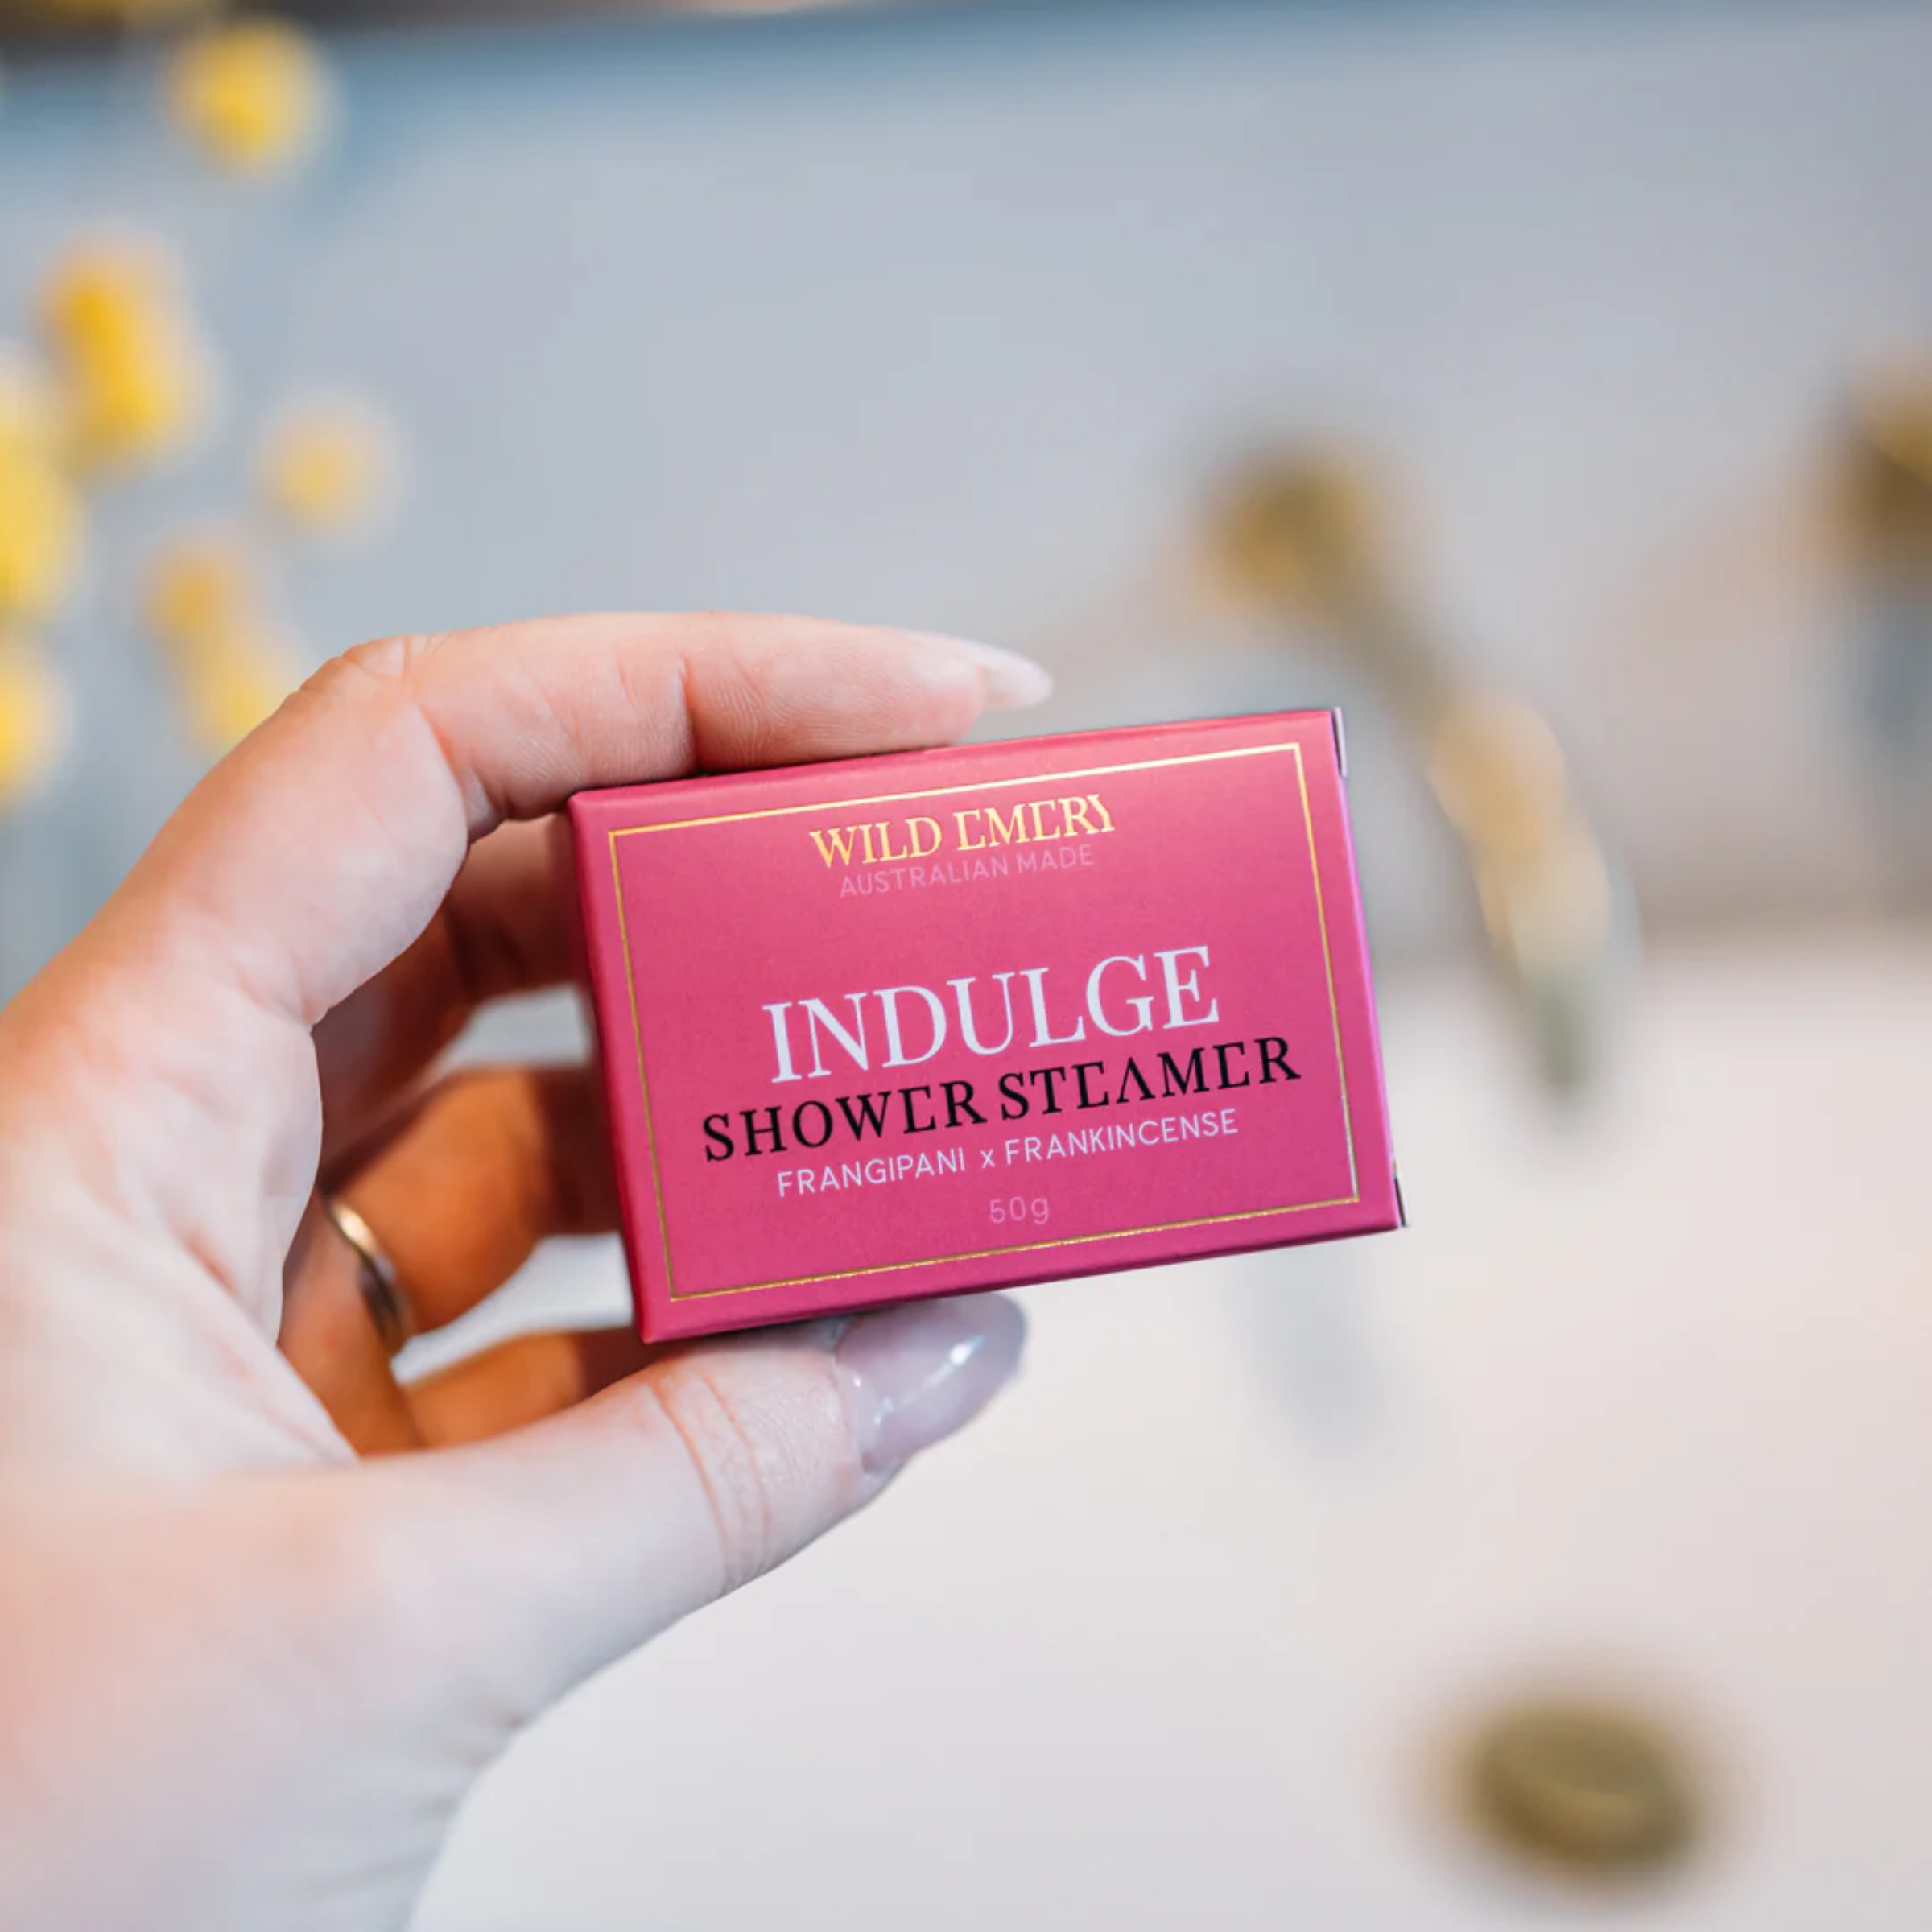 WILD EMERY
AUSTRALIAN MADE
INDULGE
SHOWER STEAMER
FRANGIPANI x FRANKINCENSE
50g